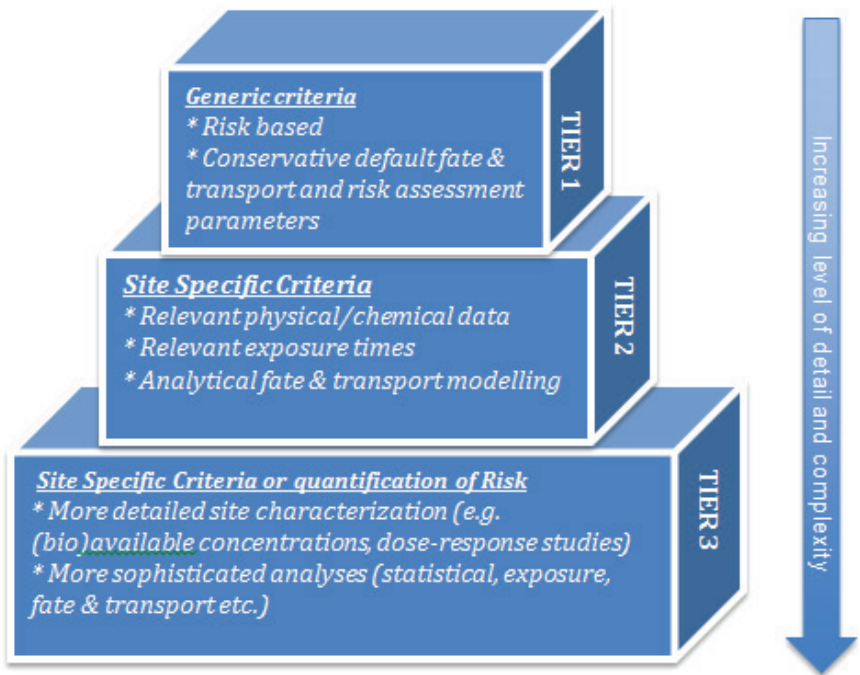 Generic criteria
* Risk based
* Conservative default fate &
transport and risk assessment
parameters
TIER 1
Site Specific Criteria
* Relevant physical/chemical data
* Relevant exposure times
* Analytical fate & transport modelling
TIER 2
Site Specific Criteria or quantification of Risk
* More detailed site characterization (e.g.
(bio)available concentrations, dose-response studies)
* More sophisticated analyses (statistical, exposure,
fate & transport etc.)
TIER 3
Increasing level of detail and complexity